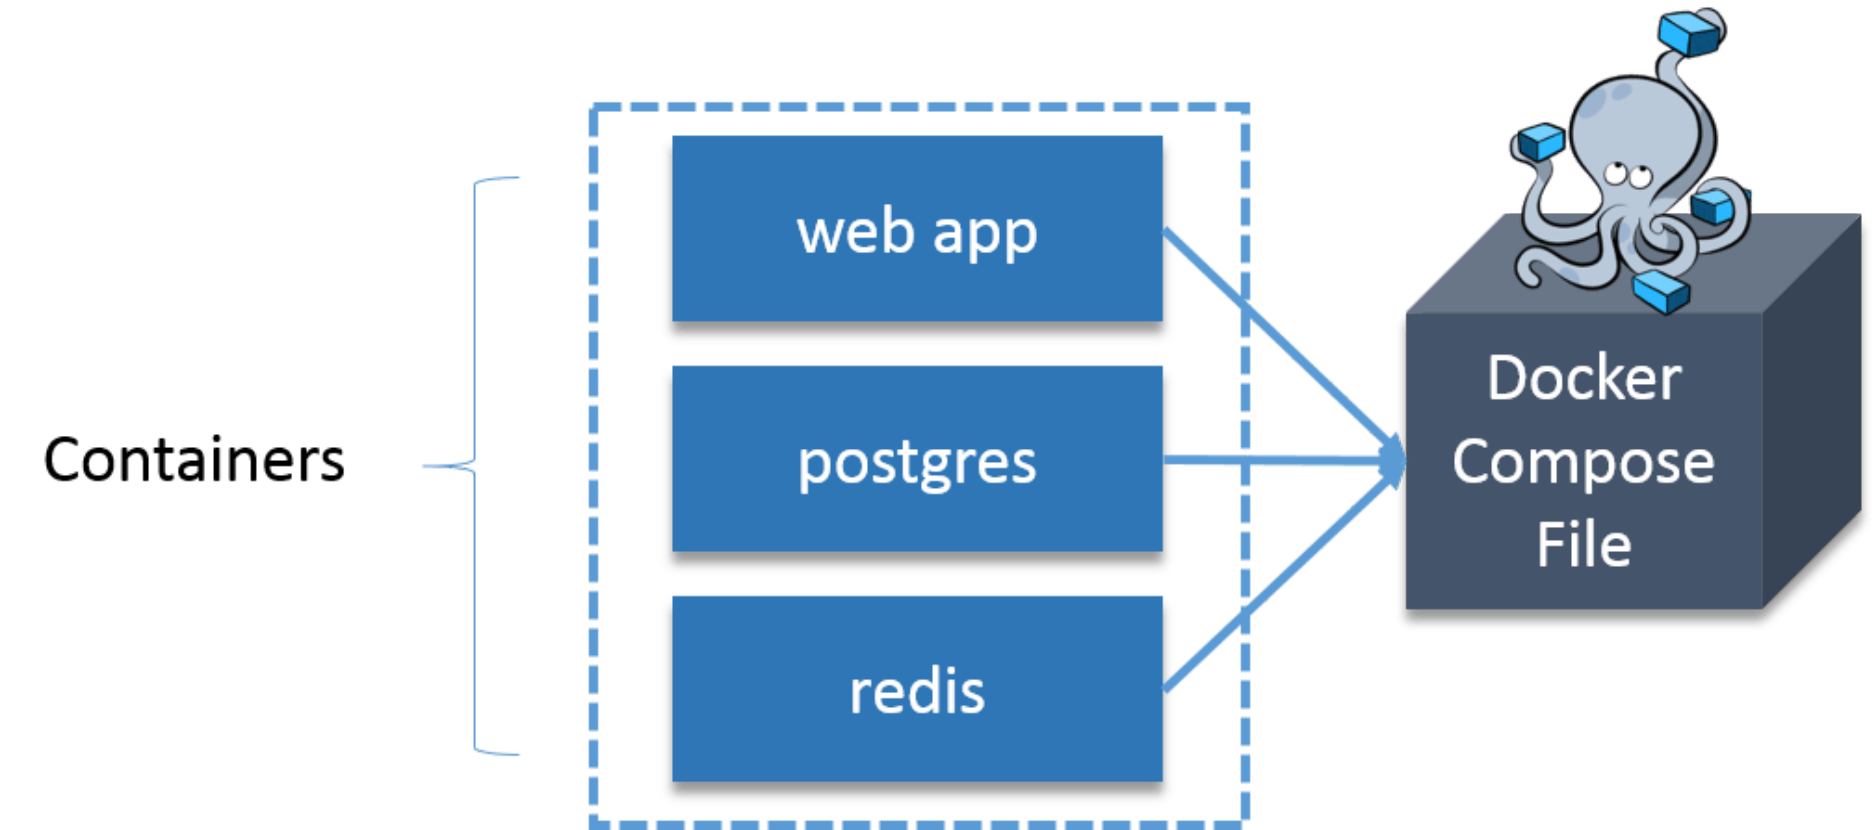 Containers
web app
postgres
redis
Docker
Compose
File